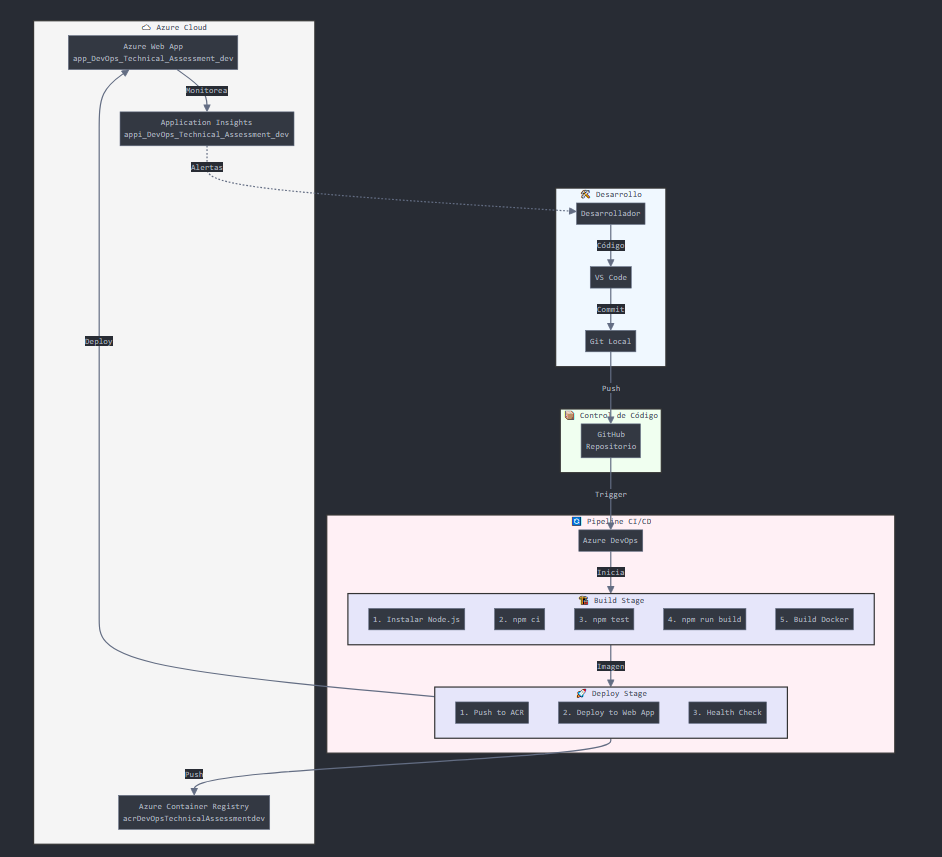 Azure Cloud
Azure Web App
app_DevOps_Technical_Assessment_dev
Monitorea
Application Insights
appi_DevOps_Technical_Assessment_dev
Alertas
Desarrollo
Desarrollador
Código
VS Code
Commit
Git Local
Deploy
Push
Control de Código
GitHub
Repositorio
Trigger
Pipeline CI/CD
Azure DevOps
Inicia
Build Stage
1. Instalar Node.js
2. npm ci
3. npm test
4. npm run build
5. Build Docker
Imagen
Deploy Stage
1. Push to ACR
2. Deploy to Web App
3. Health Check
Push
Azure Container Registry
acrDevOpsTechnicalAssessmentdev